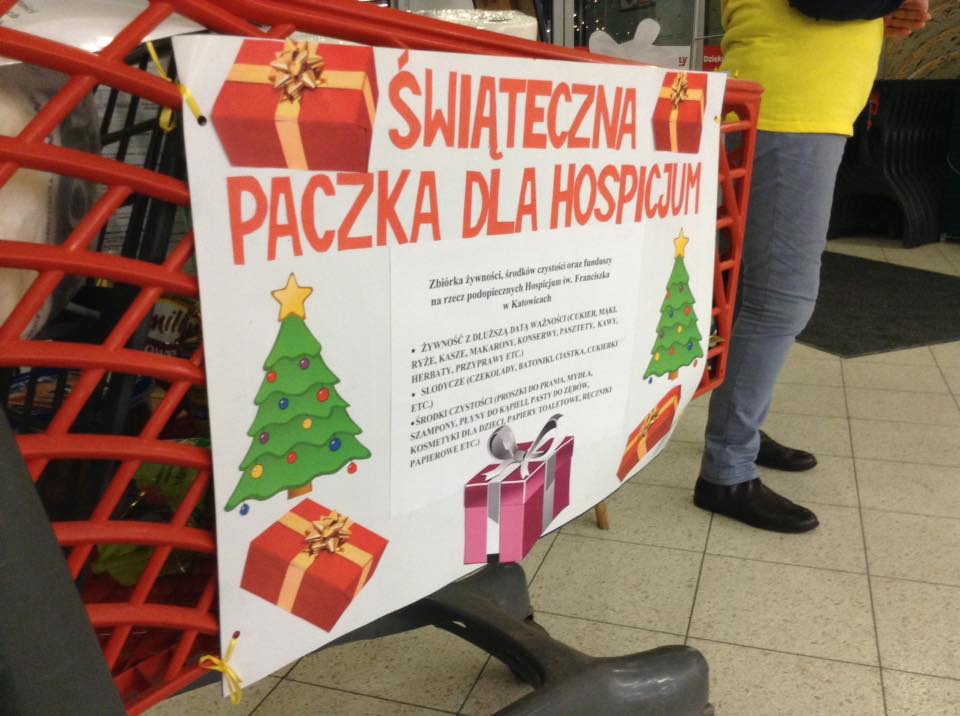 ŚWIĄTECZNA
PACZKA DLA HOSPICJUM
Zbiórka żywności, środków czystości oraz funduszy
na rzecz podopiecznych Hospicjum św. Franciszka
w Katowicach
• ŻYWNOŚĆ Z DŁUŻSZĄ DATĄ WAŻNOŚCI (CUKIER, MĄKI,
RYŻE, KASZE, MAKARONY, KONSERWY, PASZTETY, KAWY,
HERBATY, PRZYPRAWY ETC.)
• SŁODYCZE (CZEKOLADY, BATONIKI, CIASTKA, CUKIERKI
ETC.)
•ŚRODKI CZYSTOŚCI (PROSZKI DO PRANIA, MYDŁA,
SZAMPONY, PŁYNY DO KĄPIELI, PASTY DO ZĘBÓW,
KOSMETYKI DLA DZIECI, PAPIERY TOALETOWE, RĘCZNIKI
PAPIEROWE ETC.)